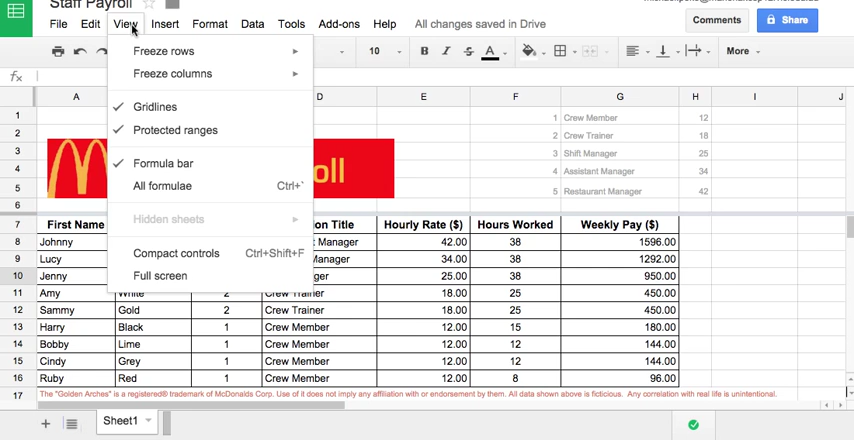 Staff Payroll
File Edit View Insert Format Data Tools Add-ons Help All changes saved in Drive
Comments Share
10 B I S A More
fx
Freeze rows
Freeze columns
Gridlines
Protected ranges
Formula bar
All formulae Ctrl+`
Hidden sheets
Compact controls Ctrl+Shift+F
Full screen
A D E F G H I J
1 1 Crew Member 12
2 2 Crew Trainer 18
3 3 Shift Manager 25
4 4 Assistant Manager 34
5 5 Restaurant Manager 42
6
7 First Name Title Hourly Rate ($) Hours Worked Weekly Pay ($)
8 Johnny Manager 42.00 38 1596.00
9 Lucy Manager 34.00 38 1292.00
10 Jenny 25.00 38 950.00
11 Amy White 2 Crew Trainer 18.00 25 450.00
12 Sammy Gold 2 Crew Trainer 18.00 25 450.00
13 Harry Black 1 Crew Member 12.00 15 180.00
14 Bobby Lime 1 Crew Member 12.00 12 144.00
15 Cindy Grey 1 Crew Member 12.00 12 144.00
16 Ruby Red 1 Crew Member 12.00 8 96.00
17 The "Golden Arches" is a registered® trademark of McDonalds Corp. Use of it does not imply any affiliation with or endorsement by them. All data shown above is ficticious. Any correlation with real life is unintentional.
Sheet1